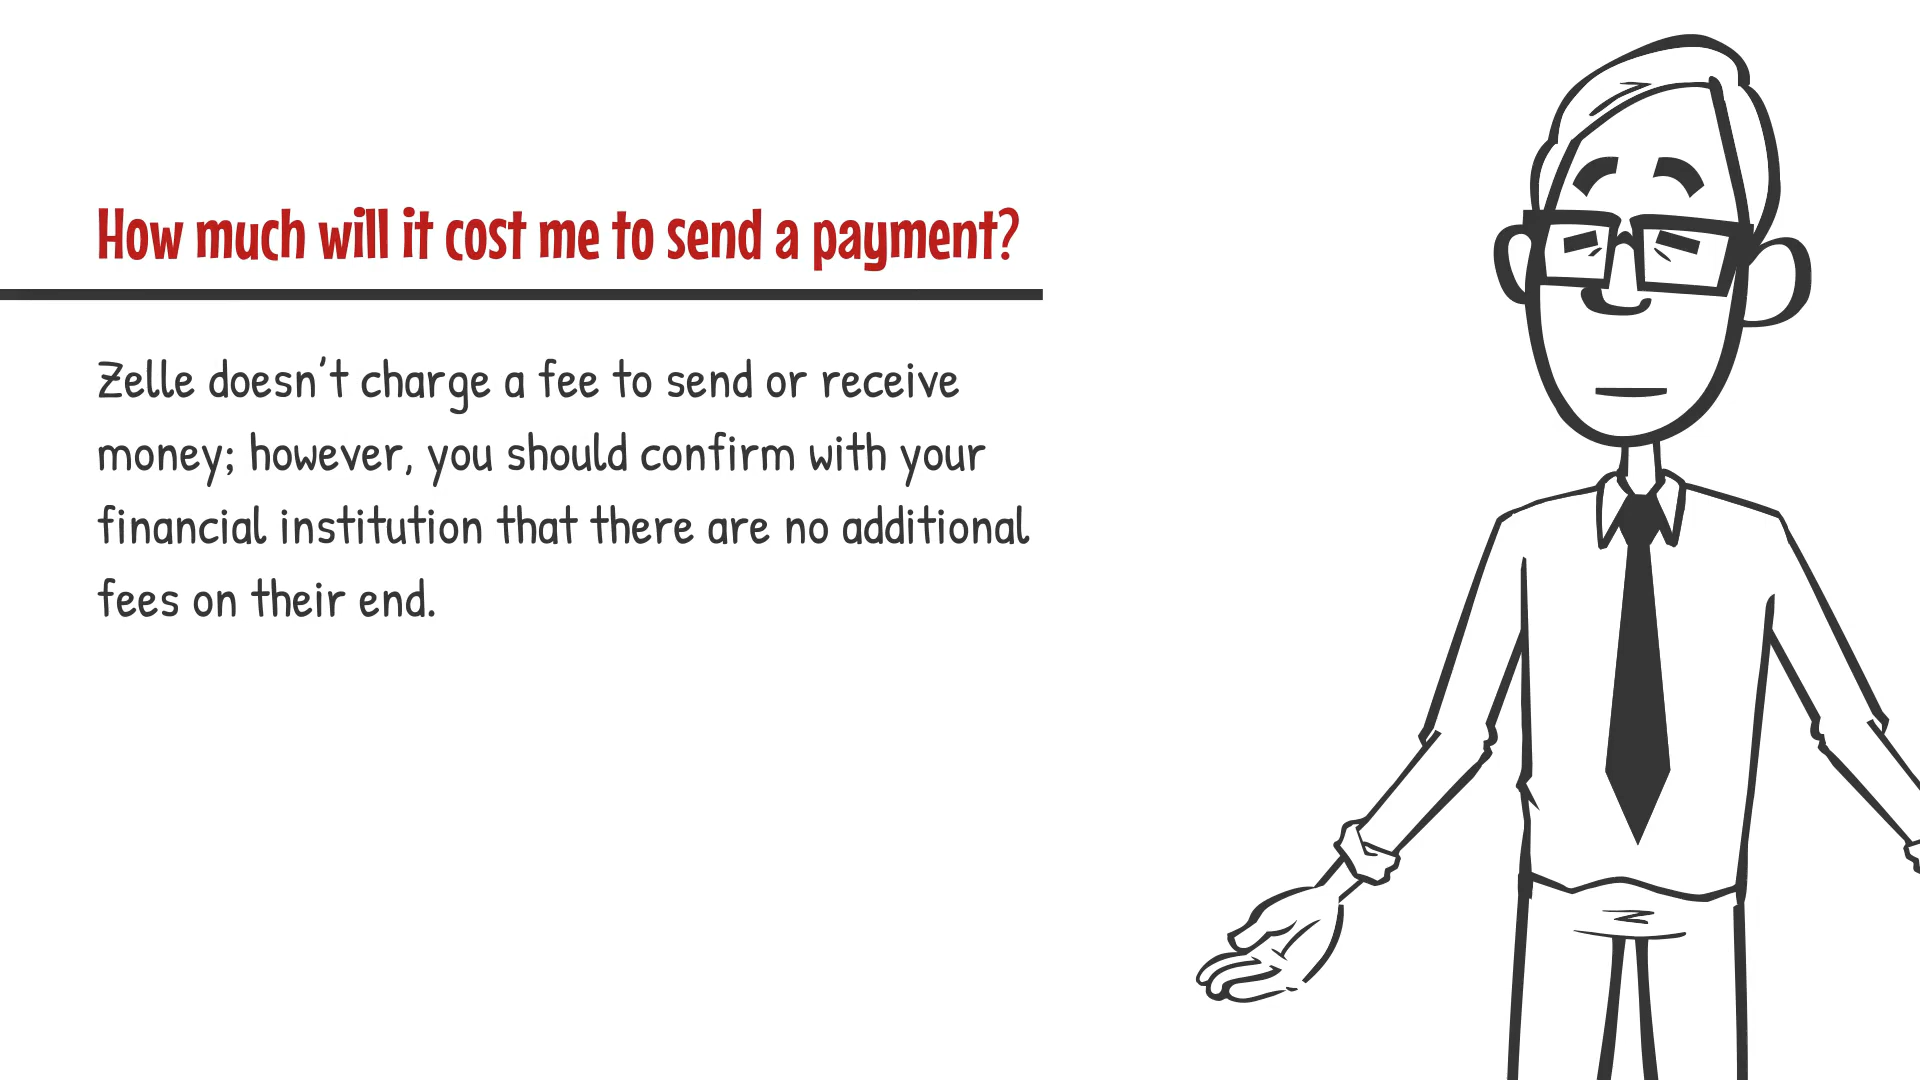 How much will it cost me to send a payment?
Zelle doesn't charge a fee to send or receive
money; however, you should confirm with your
financial institution that there are no additional
fees on their end.